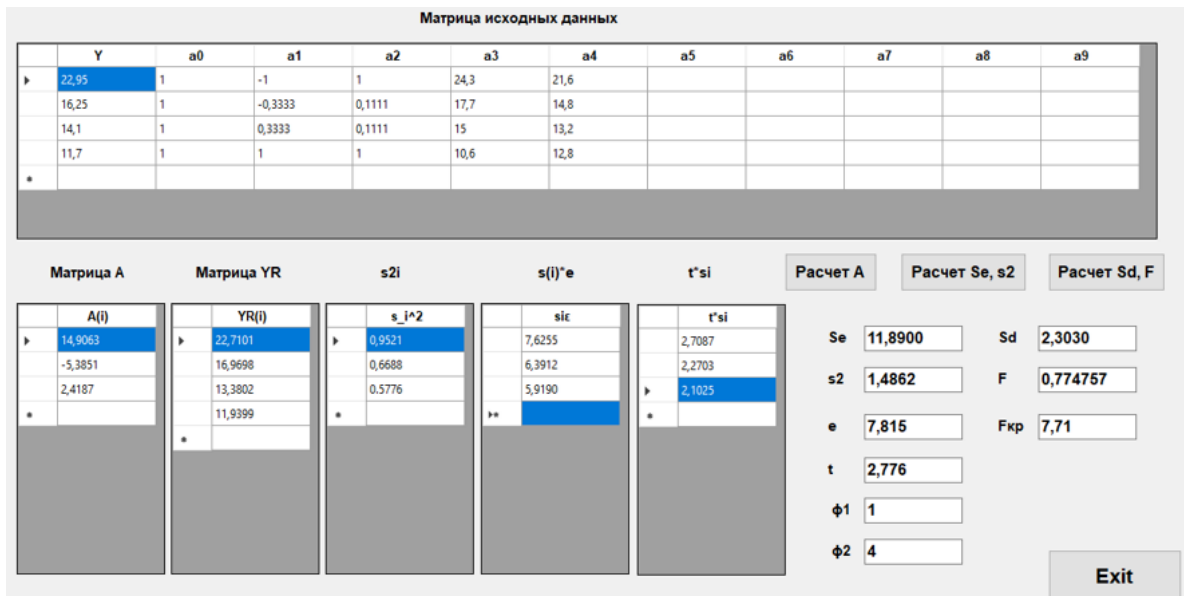 Матрица исходных данных
Y a0 a1 a2 a3 a4 a5 a6 a7 a8 a9
22,95 1 -1 1 24,3 21,6
16,25 1 -0,3333 0,1111 17,7 14,8
14,1 1 0,3333 0,1111 15 13,2
11,7 1 1 1 10,6 12,8
Матрица A Матрица YR s2i s(i)*e t*si Расчет A Расчет Se, s2 Расчет Sd, F
A(i)
14,9063
-5,3851
2,4187
YR(i)
22,7101
16,9698
13,3802
11,9399
s_i^2
0,9521
0,6688
0.5776
siε
7,6255
6,3912
5,9190
t*si
2,7087
2,2703
2,1025
Se 11,8900 Sd 2,3030
s2 1,4862 F 0,774757
e 7,815 Fкр 7,71
t 2,776
ф1 1
ф2 4
Exit